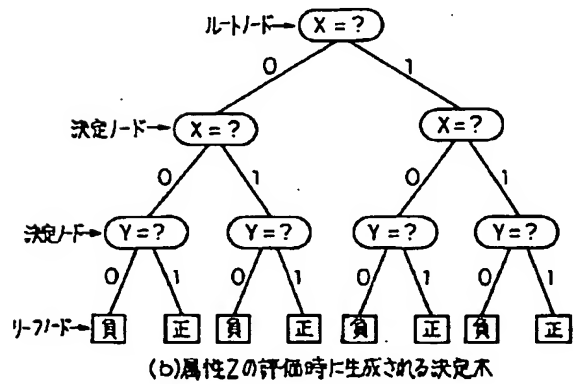 ルートノード→ X=?
0 1
決定ノード→ X=? X=?
0 1 0 1
決定ノード→ Y=? Y=? Y=? Y=?
0 1 0 1 0 1 0 1
リーフノード→ 負 正 負 正 負 正 負 正
(b)属性Zの評価時に生成される決定木